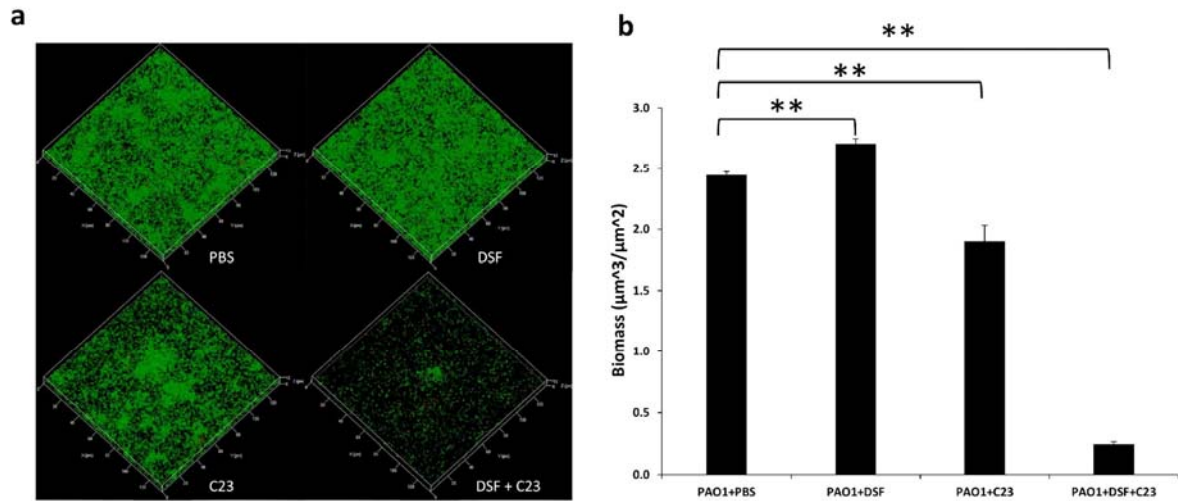 a
PBS
DSF
C23
DSF + C23
b
**
**
**
Biomass (µm^3/µm^2)
3.0
2.5
2.0
1.5
1.0
0.5
0.0
PAO1+PBS
PAO1+DSF
PAO1+C23
PAO1+DSF+C23